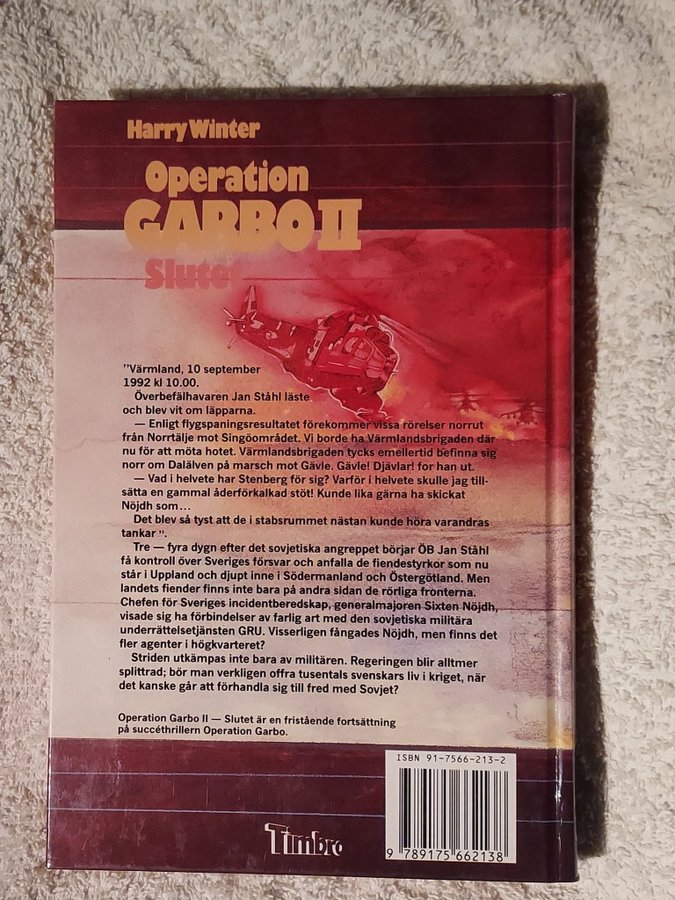 Harry Winter
Operation
GARBO II
Slutet
”Värmland, 10 september
1992 kl 10.00.
Överbefälhavaren Jan Ståhl läste
och blev vit om läpparna.
— Enligt flygspaningsresultatet förekommer vissa rörelser norrut
från Norrtälje mot Singöområdet. Vi borde ha Värmlandsbrigaden där
nu för att möta hotet. Värmlandsbrigaden tycks emellertid befinna sig
norr om Dalälven på marsch mot Gävle. Gävle! Djävlar! for han ut.
— Vad i helvete har Stenberg för sig? Varför i helvete skulle jag till-
sätta en gammal åderförkalkad stöt! Kunde lika gärna ha skickat
Nöjdh som...
Det blev så tyst att de i stabsrummet nästan kunde höra varandras
tankar”.
Tre — fyra dygn efter det sovjetiska angreppet börjar ÖB Jan Ståhl
få kontroll över Sveriges försvar och anfalla de fiendestyrkor som nu
står i Uppland och djupt inne i Södermanland och Östergötland. Men
landets fiender finns inte bara på andra sidan de rörliga fronterna.
Chefen för Sveriges incidentberedskap, generalmajoren Sixten Nöjdh,
visade sig ha förbindelser av farlig art med den sovjetiska militära
underrättelsetjänsten GRU. Visserligen fångades Nöjdh, men finns det
fler agenter i högkvarteret?
Striden utkämpas inte bara av militären. Regeringen blir alltmer
splittrad; bör man verkligen offra tusentals svenskars liv i kriget, när
det kanske går att förhandla sig till fred med Sovjet?
Operation Garbo II — Slutet är en fristående fortsättning
på succéthrillern Operation Garbo.
ISBN 91-7566-213-2
9 789175 662138
Timbro